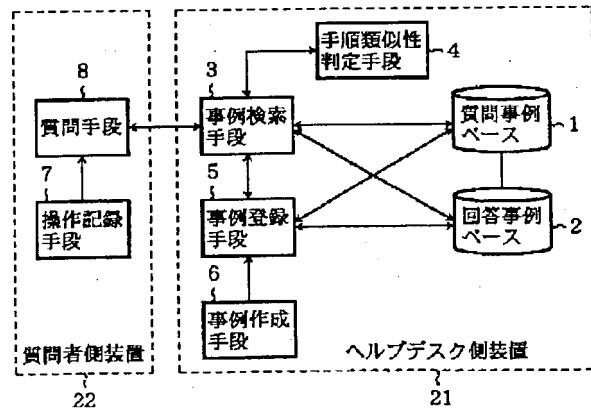 手順類似性
判定手段
4
8
質問手段
3
事例検索
手段
質問事例
ベース
1
7
操作記録
手段
5
事例登録
手段
回答事例
ベース
2
6
事例作成
手段
質問者側装置
22
ヘルプデスク側装置
21